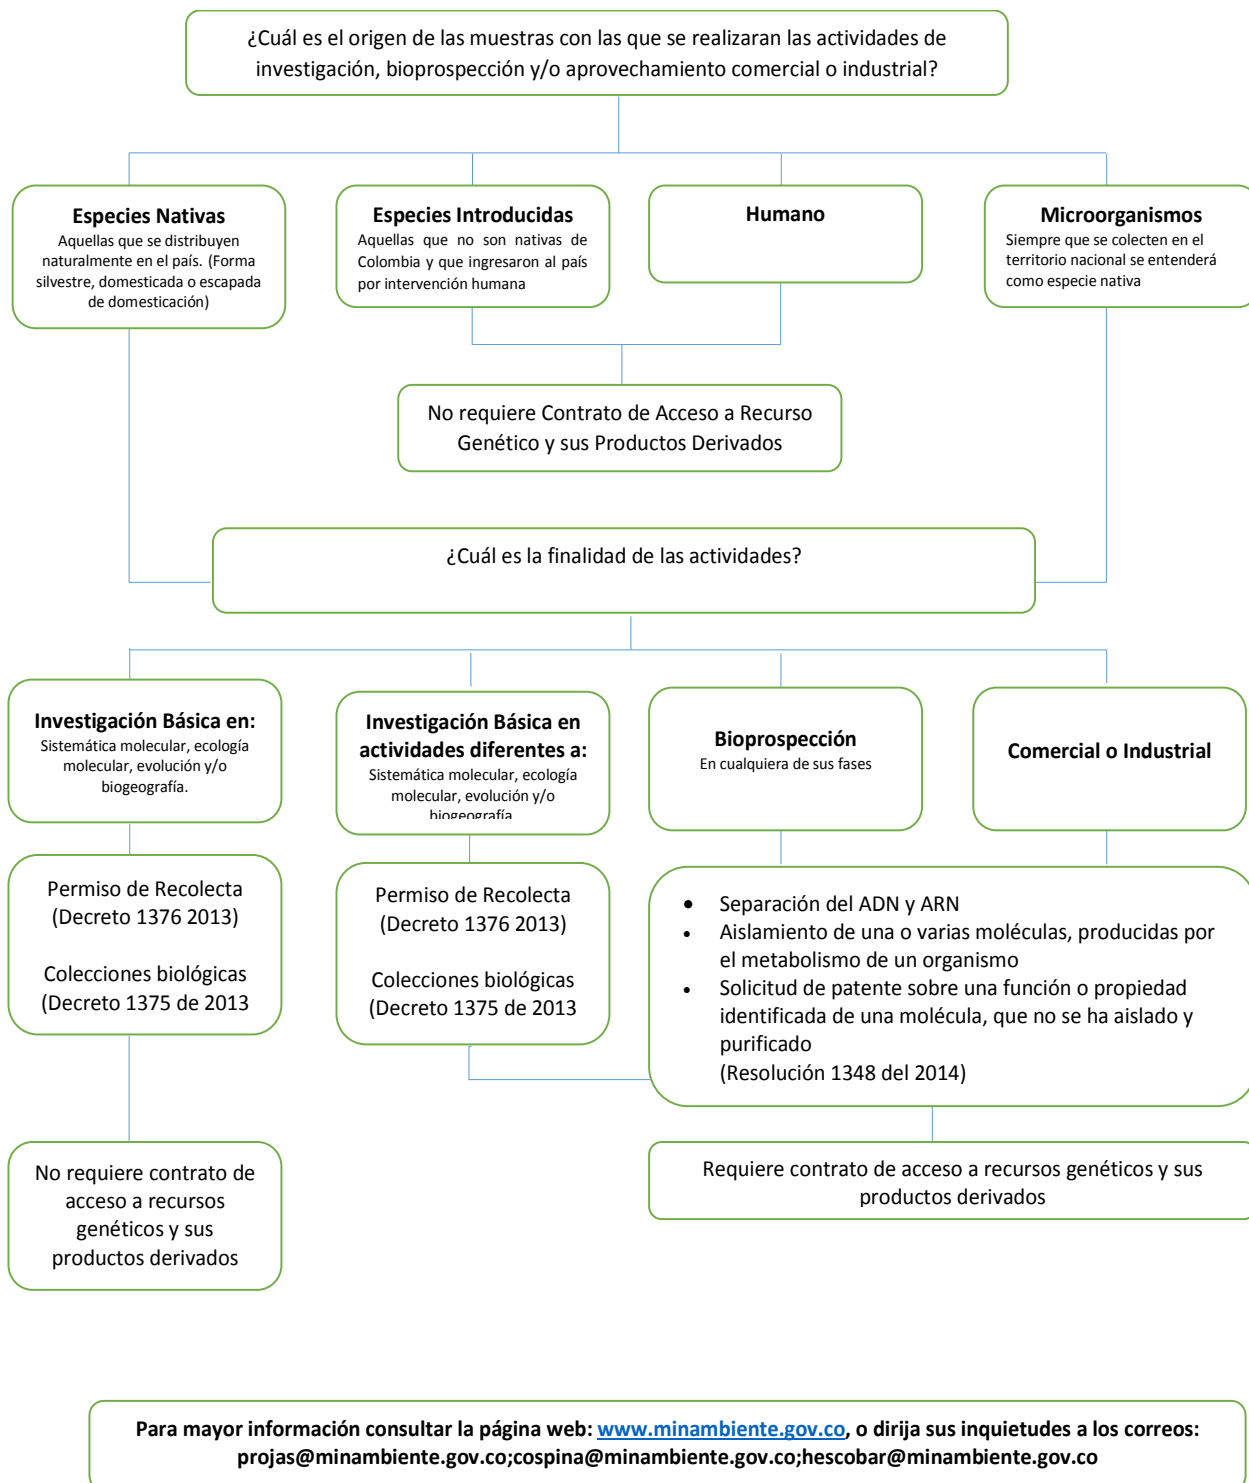 ¿Cuál es el origen de las muestras con las que se realizaran las actividades de
investigación, bioprospección y/o aprovechamiento comercial o industrial?
Especies Nativas
Aquellas que se distribuyen
naturalmente en el país. (Forma
silvestre, domesticada o escapada
de domesticación)
Especies Introducidas
Aquellas que no son nativas de
Colombia y que ingresaron al país
por intervención humana
Humano
Microorganismos
Siempre que se colecten en el
territorio nacional se entenderá
como especie nativa
No requiere Contrato de Acceso a Recurso
Genético y sus Productos Derivados
¿Cuál es la finalidad de las actividades?
Investigación Básica en:
Sistemática molecular, ecología
molecular, evolución y/o
biogeografía.
Investigación Básica en
actividades diferentes a:
Sistemática molecular, ecología
molecular, evolución y/o
biogeografía
Bioprospección
En cualquiera de sus fases
Comercial o Industrial
Permiso de Recolecta
(Decreto 1376 2013)
Colecciones biológicas
(Decreto 1375 de 2013
Permiso de Recolecta
(Decreto 1376 2013)
Colecciones biológicas
(Decreto 1375 de 2013
• Separación del ADN y ARN
• Aislamiento de una o varias moléculas, producidas por
el metabolismo de un organismo
• Solicitud de patente sobre una función o propiedad
identificada de una molécula, que no se ha aislado y
purificado
(Resolución 1348 del 2014)
No requiere contrato de
acceso a recursos
genéticos y sus
productos derivados
Requiere contrato de acceso a recursos genéticos y sus
productos derivados
Para mayor información consultar la página web: www.minambiente.gov.co, o dirija sus inquietudes a los correos:
projas@minambiente.gov.co;cospina@minambiente.gov.co;hescobar@minambiente.gov.co